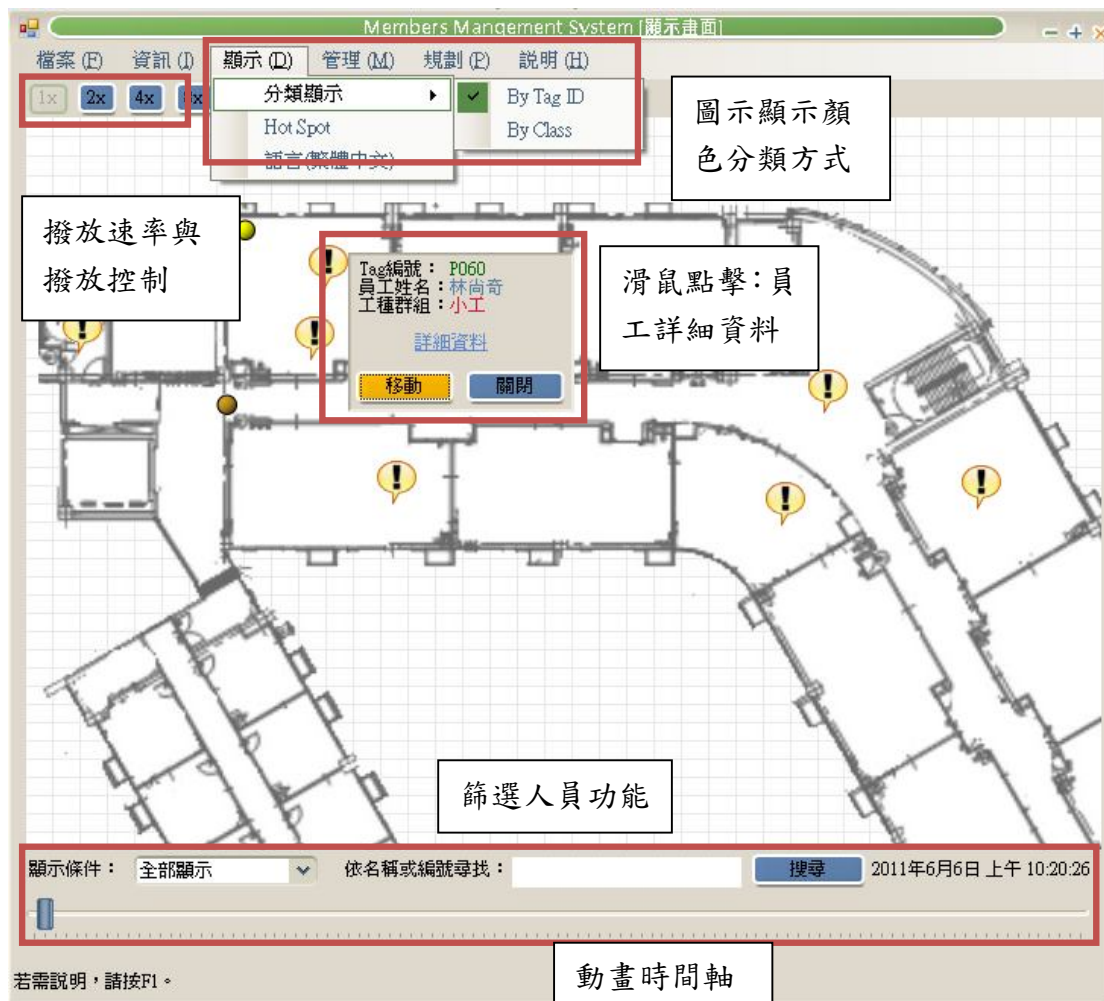 Members Mangement System [顯示畫面]
檔案 (F) 資訊 (I) 顯示 (D) 管理 (M) 規劃 (P) 說明 (H)
1x 2x 4x 8x
分類顯示
By Tag ID
Hot Spot
By Class
語言(繁體中文)
圖示顯示顏
色分類方式
撥放速率與
撥放控制
Tag編號： P060
員工姓名：林尚奇
工種群組：小工
詳細資料
移動 關閉
滑鼠點擊：員
工詳細資料
篩選人員功能
顯示條件： 全部顯示 依名稱或編號尋找： 搜尋 2011年6月6日 上午 10:20:26
動畫時間軸
若需說明，請按F1。